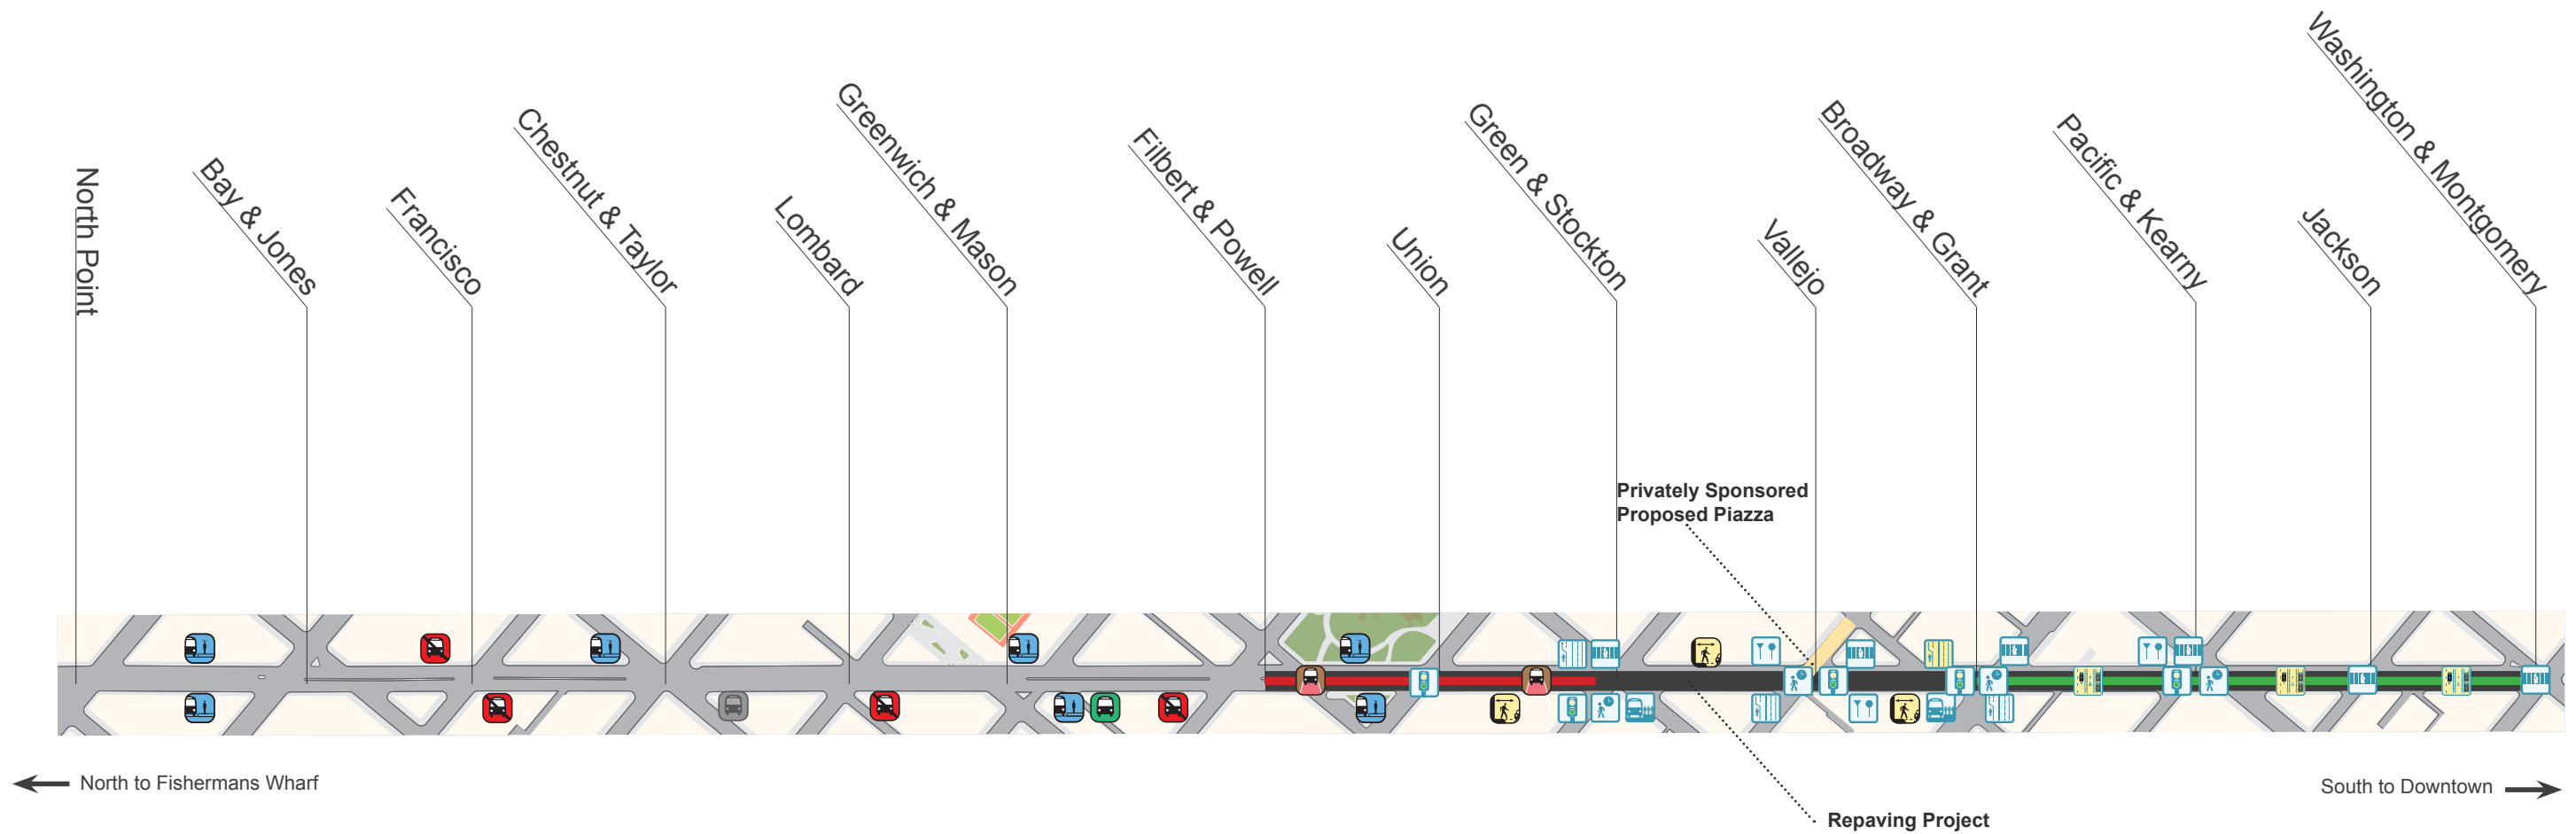 North Point
Bay & Jones
Francisco
Chestnut & Taylor
Lombard
Greenwich & Mason
Filbert & Powell
Union
Green & Stockton
Vallejo
Broadway & Grant
Pacific & Kearny
Jackson
Washington & Montgomery
Privately Sponsored
Proposed Piazza
North to Fishermans Wharf
South to Downtown
Repaving Project